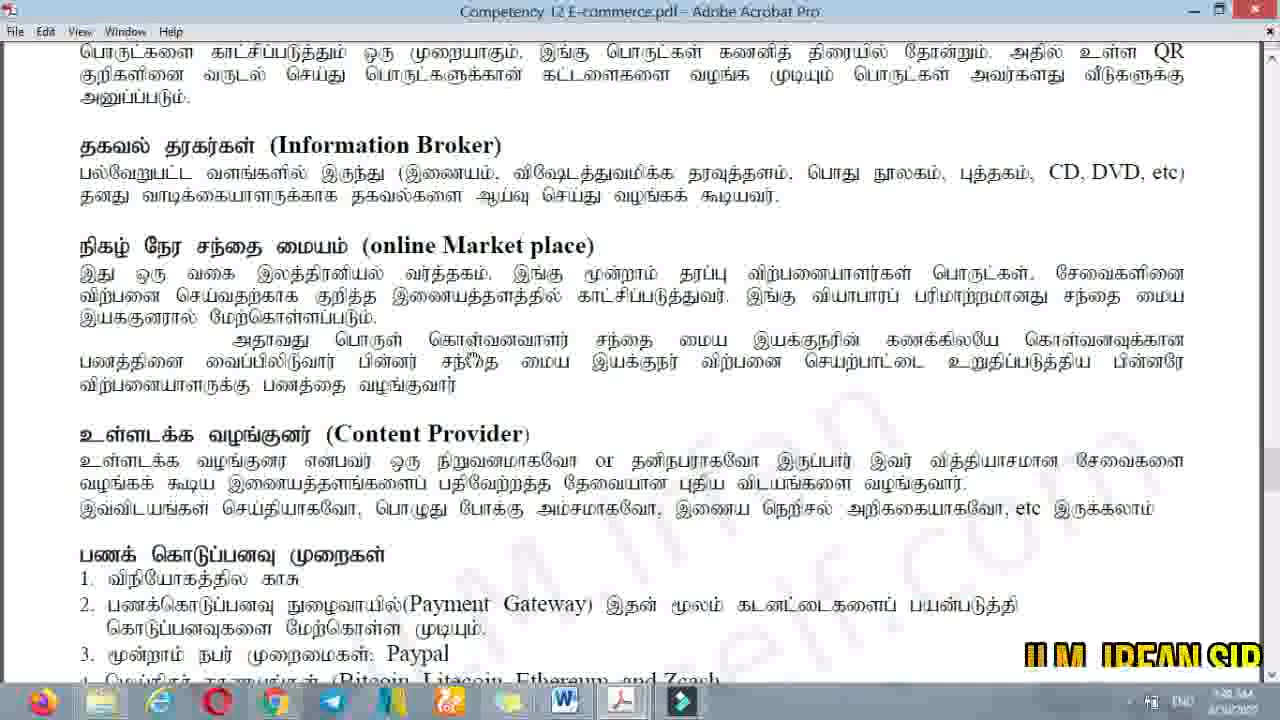 Competency 12 E-commerce.pdf - Adobe Acrobat Pro
File Edit View Window Help
பொருட்களை காட்சிப்படுத்தும் ஒரு முறையாகும். இங்கு பொருட்கள் கணனித் திரையில் தோன்றும். அதில் உள்ள QR
குறிகளினை வருடல் செய்து பொருட்களுக்கான் கட்டளைகளை வழங்க முடியும் பொருட்கள் அவர்களது வீடுகளுக்கு
அனுப்பப்படும்.
தகவல் தரகர்கள் (Information Broker)
பல்வேறுபட்ட வளங்களில் இருந்து (இணையம், விஷேடத்துவமிக்க தரவுத்தளம், பொது நூலகம், புத்தகம், CD, DVD, etc)
தனது வாடிக்கையாளருக்காக தகவல்களை ஆய்வு செய்து வழங்கக் கூடியவர்.
நிகழ் நேர சந்தை மையம் (online Market place)
இது ஒரு வகை இலத்திரனியல் வர்த்தகம். இங்கு மூன்றாம் தரப்பு விற்பனையாளர்கள் பொருட்கள், சேவைகளினை
விற்பனை செய்வதற்காக குறித்த இணையத்தளத்தில் காட்சிப்படுத்துவர். இங்கு வியாபாரப் பரிமாற்றமானது சந்தை மைய
இயக்குனரால் மேற்கொள்ளப்படும்.
அதாவது பொருள் கொள்வனவாளர் சந்தை மைய இயக்குநரின் கணக்கிலயே கொள்வனவுக்கான
பணத்தினை வைப்பிலிடுவார் பின்னர் சந்தை மைய இயக்குநர் விற்பனை செயற்பாட்டை உறுதிப்படுத்திய பின்னரே
விற்பனையாளருக்கு பணத்தை வழங்குவார்
உள்ளடக்க வழங்குனர் (Content Provider)
உள்ளடக்க வழங்குனர எனபவர் ஒரு நிறுவனமாகவோ or தனிநபராகவோ இருப்பார் இவர் வித்தியாசமான சேவைகளை
வழங்கக் கூடிய இணையத்தளங்களைப் பதிவேற்றத்த தேவையான புதிய விடயங்களை வழங்குவார்.
இவ்விடயங்கள் செய்தியாகவோ, பொழுது போக்கு அம்சமாகவோ, இணைய நெறிசல் அறிக்கையாகவோ, etc இருக்கலாம்
பணக் கொடுப்பனவு முறைகள்
1. விநியோகத்தில காசு
2. பணக்கொடுப்பனவு நுழைவாயில்(Payment Gateway) இதன் மூலம் கடனட்டைகளைப் பயன்படுத்தி
கொடுப்பனவுகளை மேற்கொள்ள முடியும்.
3. மூன்றாம் நபர் முறைமைகள்: Paypal
(Bitcoin, Litecoin, Ethereum and Zcash
ENG